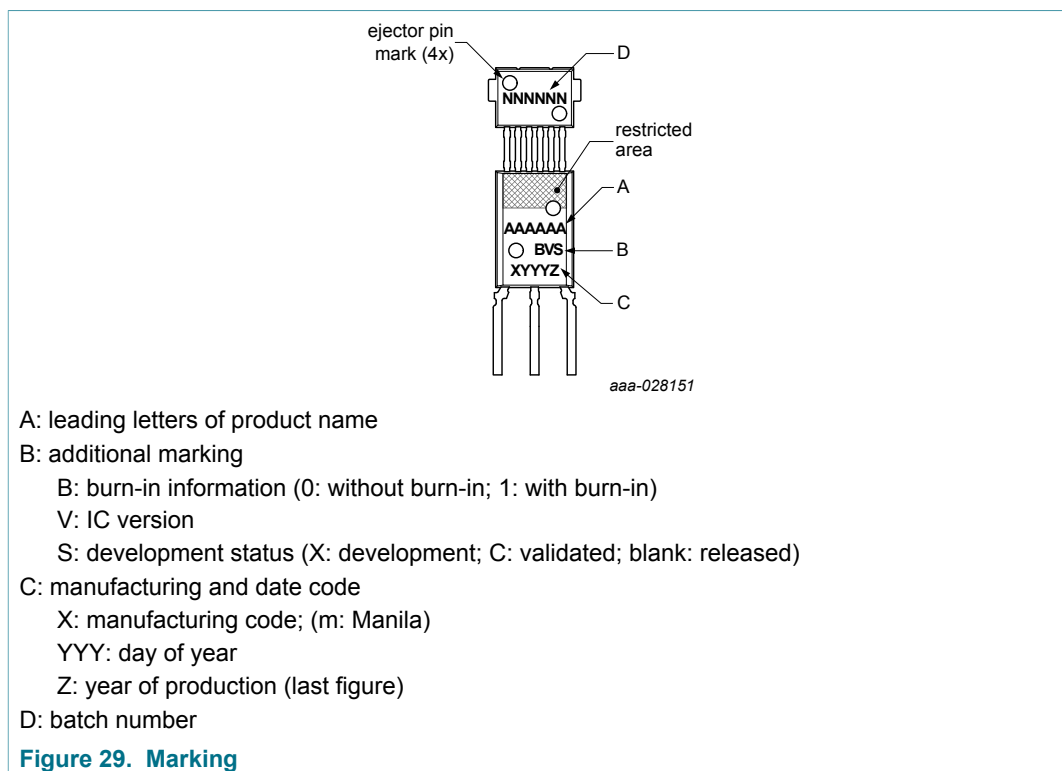 ejector pin
mark (4x)
D
NNNNNN
restricted
area
A
AAAAAA
BVS
B
XYYYZ
C
aaa-028151
A: leading letters of product name
B: additional marking
B: burn-in information (0: without burn-in; 1: with burn-in)
V: IC version
S: development status (X: development; C: validated; blank: released)
C: manufacturing and date code
X: manufacturing code; (m: Manila)
YYY: day of year
Z: year of production (last figure)
D: batch number
Figure 29. Marking